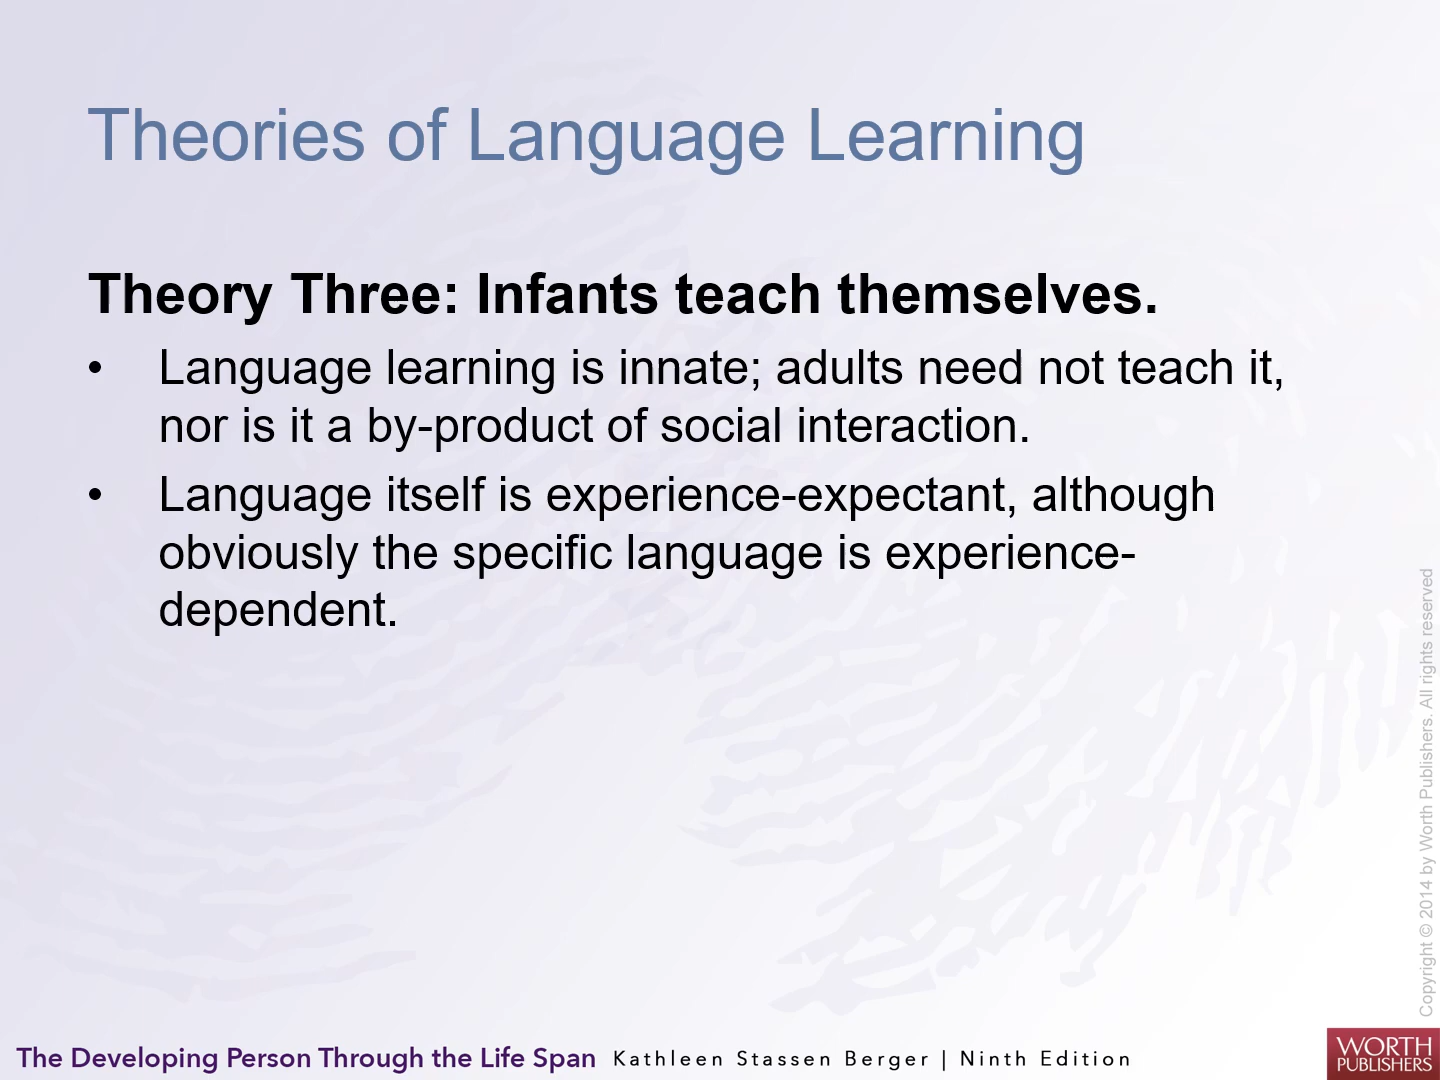 Theories of Language Learning
Theory Three: Infants teach themselves.
• Language learning is innate; adults need not teach it,
nor is it a by-product of social interaction.
• Language itself is experience-expectant, although
obviously the specific language is experience-
dependent.
Copyright © 2014 by Worth Publishers. All rights reserved
The Developing Person Through the Life Span Kathleen Stassen Berger | Ninth Edition
WORTH
PUBLISHERS